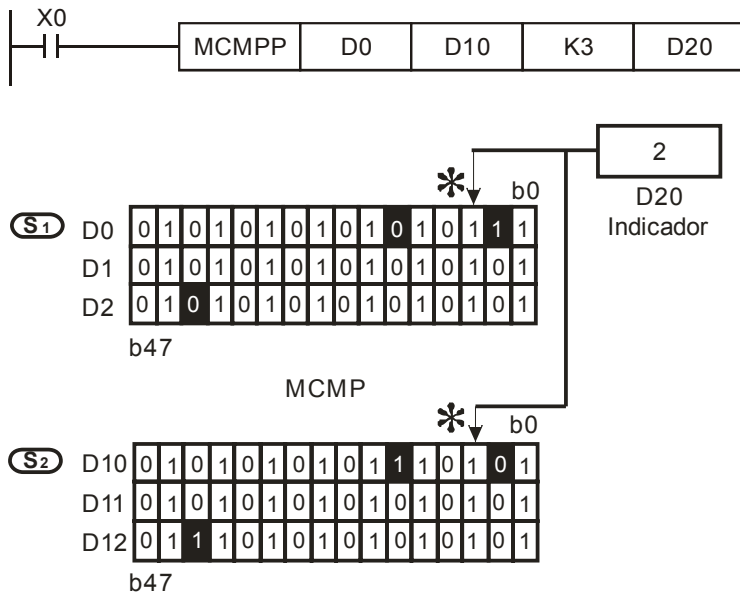 X0
MCMPP D0 D10 K3 D20
2
* b0
D20
Indicador
S1 D0 0 1 0 1 0 1 0 1 0 1 0 1 0 1 1 1
D1 0 1 0 1 0 1 0 1 0 1 0 1 0 1 0 1
D2 0 1 0 1 0 1 0 1 0 1 0 1 0 1 0 1
b47
MCMP
* b0
S2 D10 0 1 0 1 0 1 0 1 0 1 1 1 0 1 0 1
D11 0 1 0 1 0 1 0 1 0 1 0 1 0 1 0 1
D12 0 1 1 1 0 1 0 1 0 1 0 1 0 1 0 1
b47